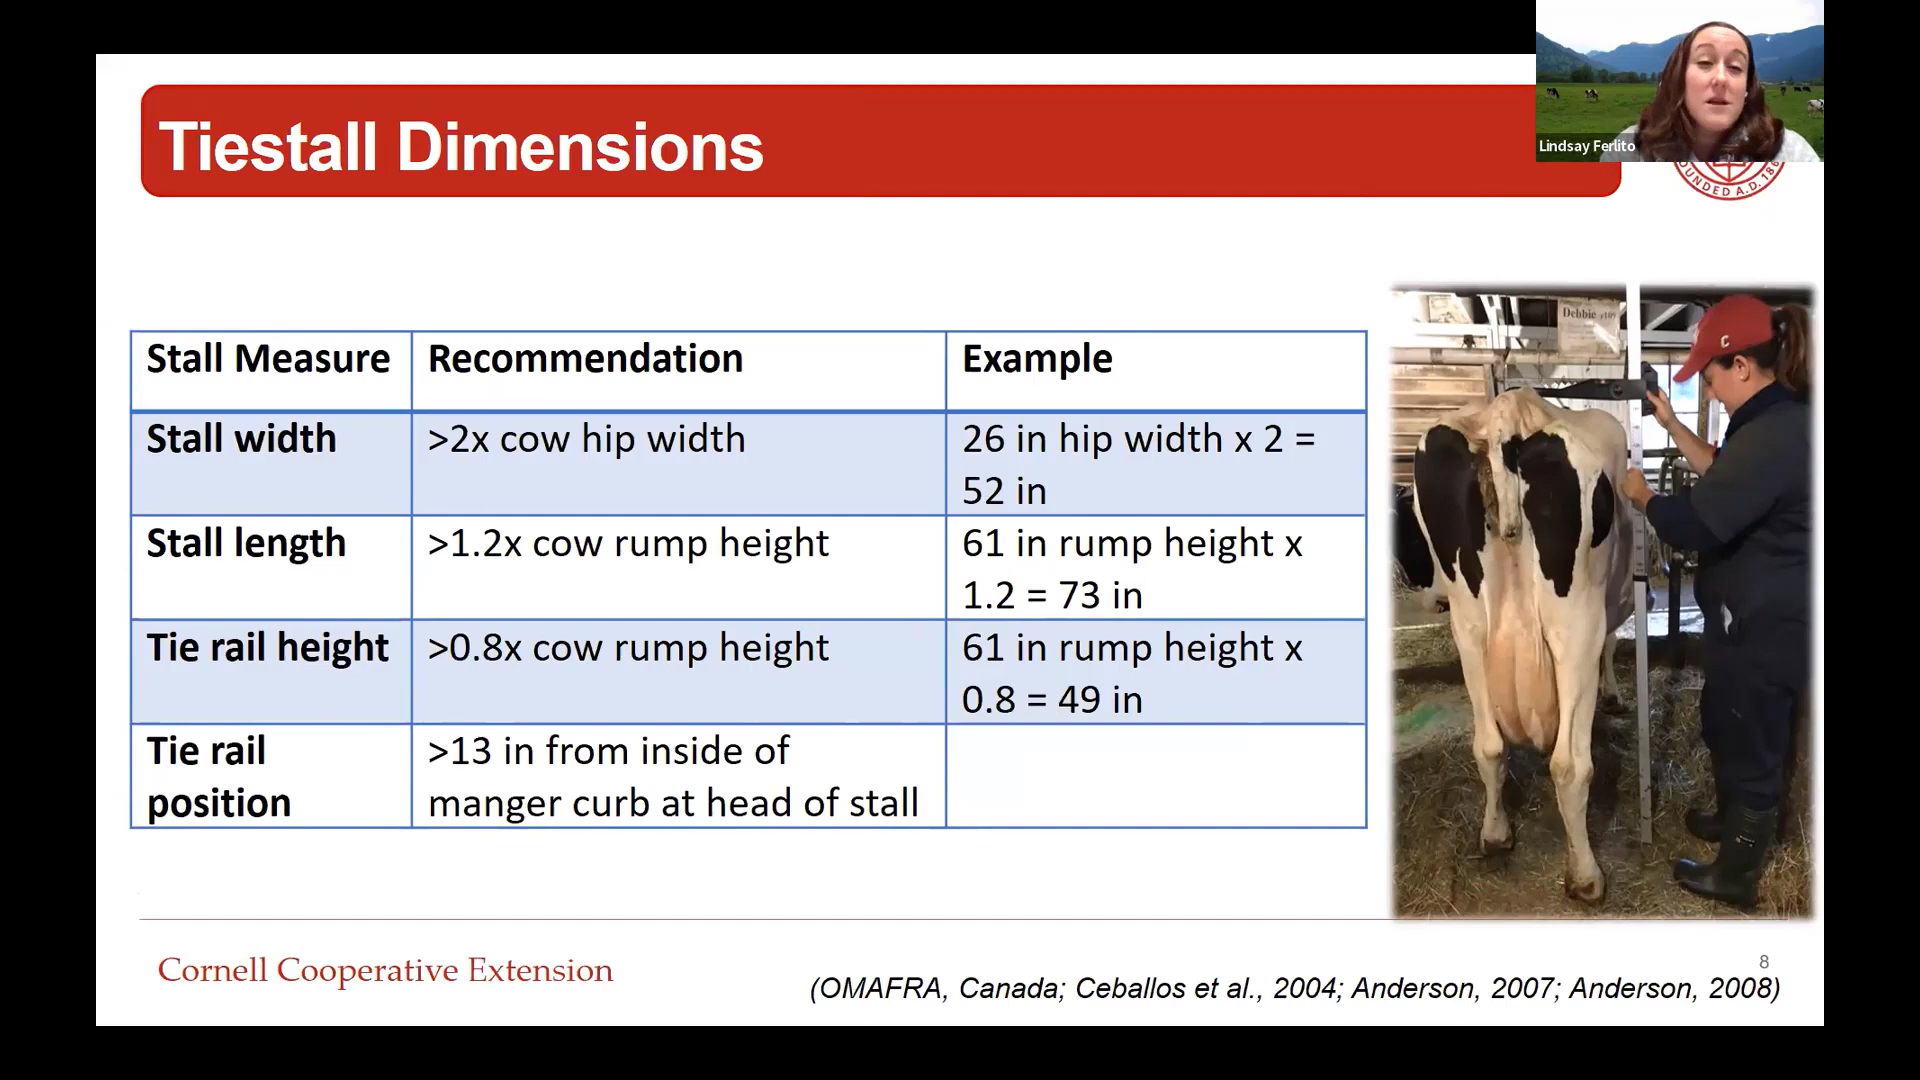 Tiestall Dimensions
Lindsay Ferlito
OUNDED A.D. 186
Stall Measure Recommendation Example
Stall width >2x cow hip width 26 in hip width x 2 =
52 in
Stall length >1.2x cow rump height 61 in rump height x
1.2 = 73 in
Tie rail height >0.8x cow rump height 61 in rump height x
0.8 = 49 in
Tie rail >13 in from inside of
position manger curb at head of stall
Debbie
C
Cornell Cooperative Extension
8
(OMAFRA, Canada; Ceballos et al., 2004; Anderson, 2007; Anderson, 2008)